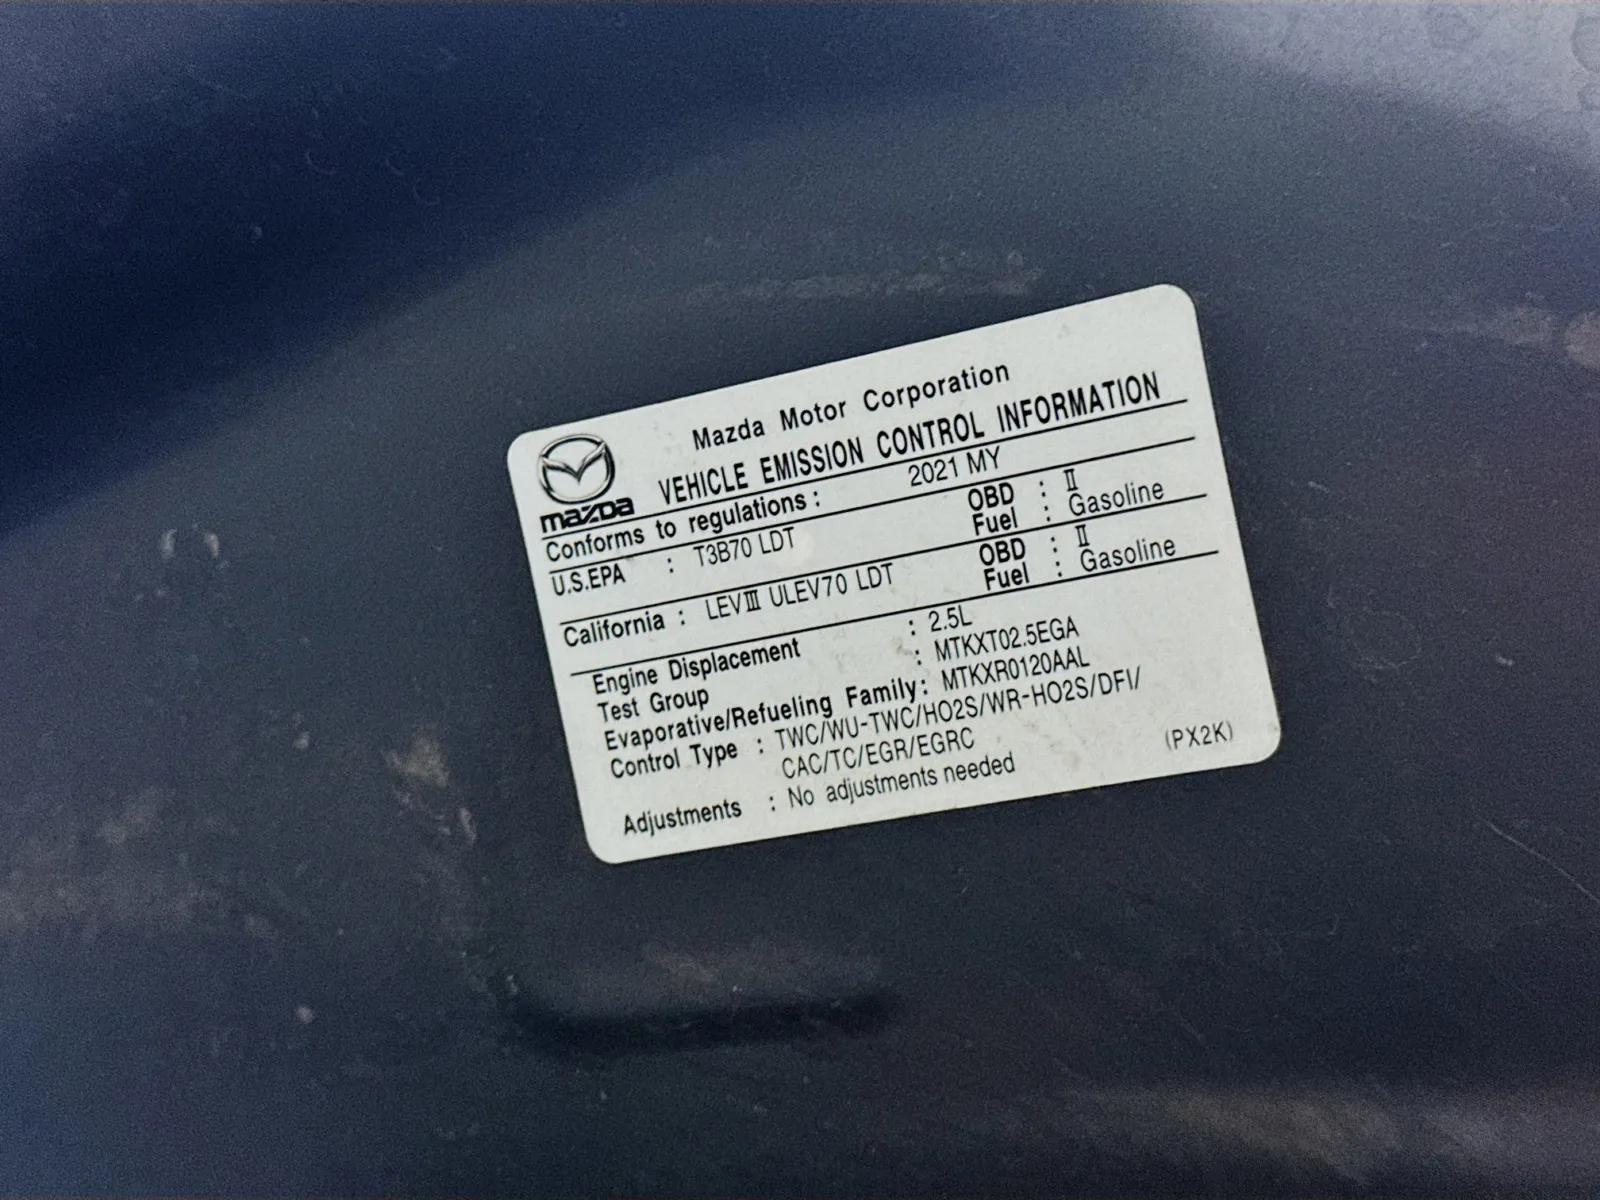 Mazda Motor Corporation
mazda VEHICLE EMISSION CONTROL INFORMATION
Conforms to regulations : 2021 MY
U.S.EPA : T3B70 LDT OBD : Ⅱ
Fuel : Gasoline
California : LEVⅢ ULEV70 LDT OBD : Ⅱ
Fuel : Gasoline
Engine Displacement : 2.5L
Test Group : MTKXT02.5EGA
Evaporative/Refueling Family : MTKXR0120AAL
Control Type : TWC/WU-TWC/HO2S/WR-HO2S/DFI/
CAC/TC/EGR/EGRC
Adjustments : No adjustments needed (PX2K)